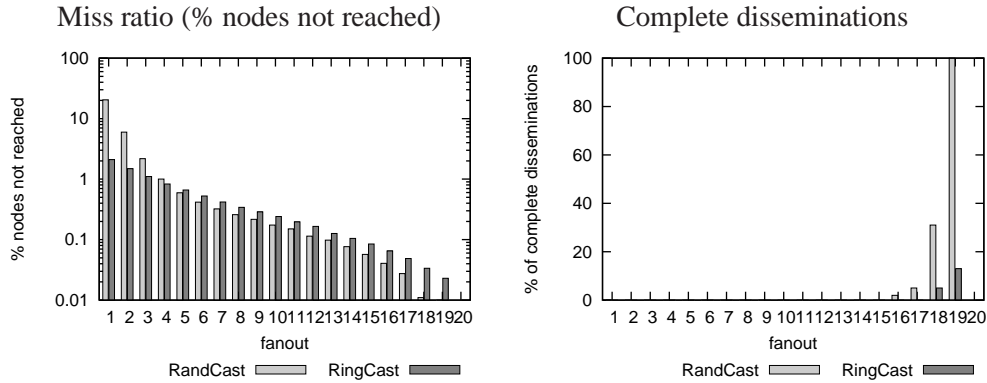 Miss ratio (% nodes not reached)
100
10
1
0.1
0.01
% nodes not reached
1 2 3 4 5 6 7 8 9 10 11 12 13 14 15 16 17 18 19 20
fanout
RandCast RingCast
Complete disseminations
100
80
60
40
20
0
% of complete disseminations
1 2 3 4 5 6 7 8 9 10 11 12 13 14 15 16 17 18 19 20
fanout
RandCast RingCast